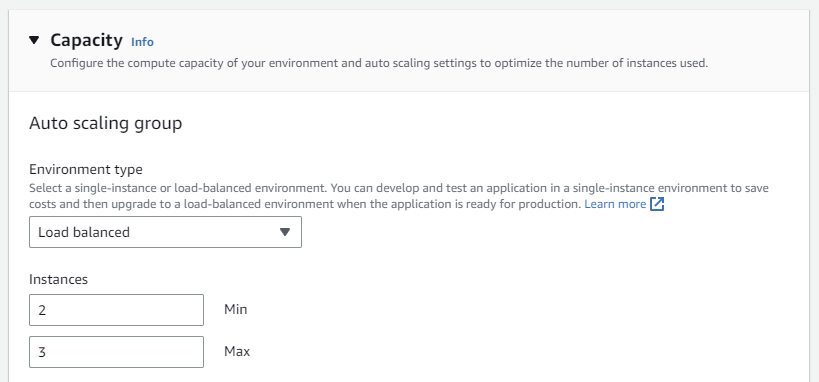 Capacity Info
Configure the compute capacity of your environment and auto scaling settings to optimize the number of instances used.
Auto scaling group
Environment type
Select a single-instance or load-balanced environment. You can develop and test an application in a single-instance environment to save
costs and then upgrade to a load-balanced environment when the application is ready for production. Learn more
Load balanced
Instances
2 Min
3 Max